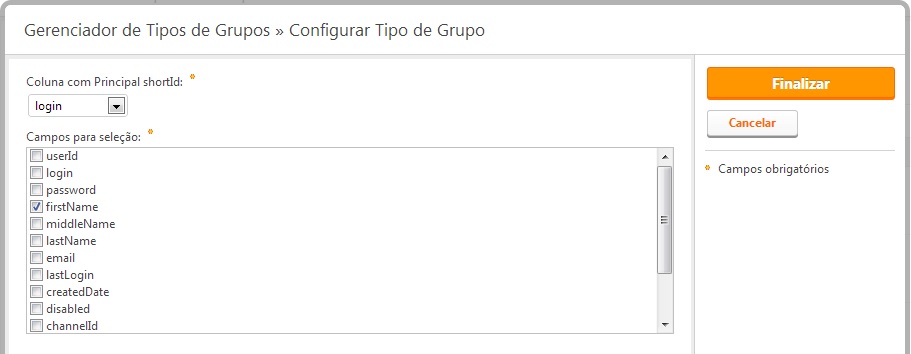 Gerenciador de Tipos de Grupos » Configurar Tipo de Grupo
Coluna com Principal shortId: *
login
Campos para seleção: *
userId
login
password
firstName
middleName
lastName
email
lastLogin
createdDate
disabled
channelId
Finalizar
Cancelar
* Campos obrigatórios